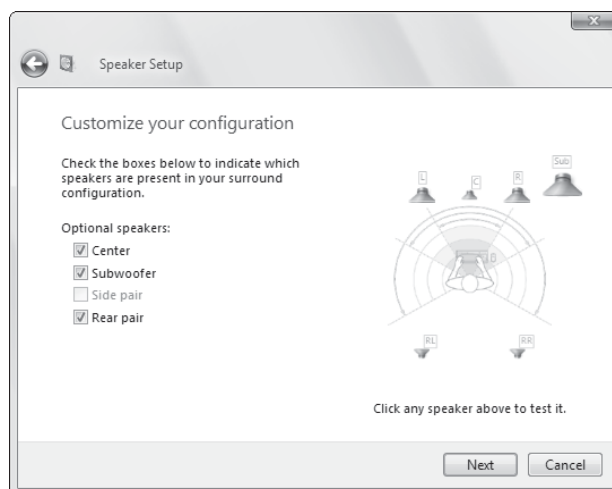 Speaker Setup
Customize your configuration
Check the boxes below to indicate which
speakers are present in your surround
configuration.
Optional speakers:
Center
Subwoofer
Side pair
Rear pair
L
C
R
Sub
RL
RR
Click any speaker above to test it.
Next
Cancel